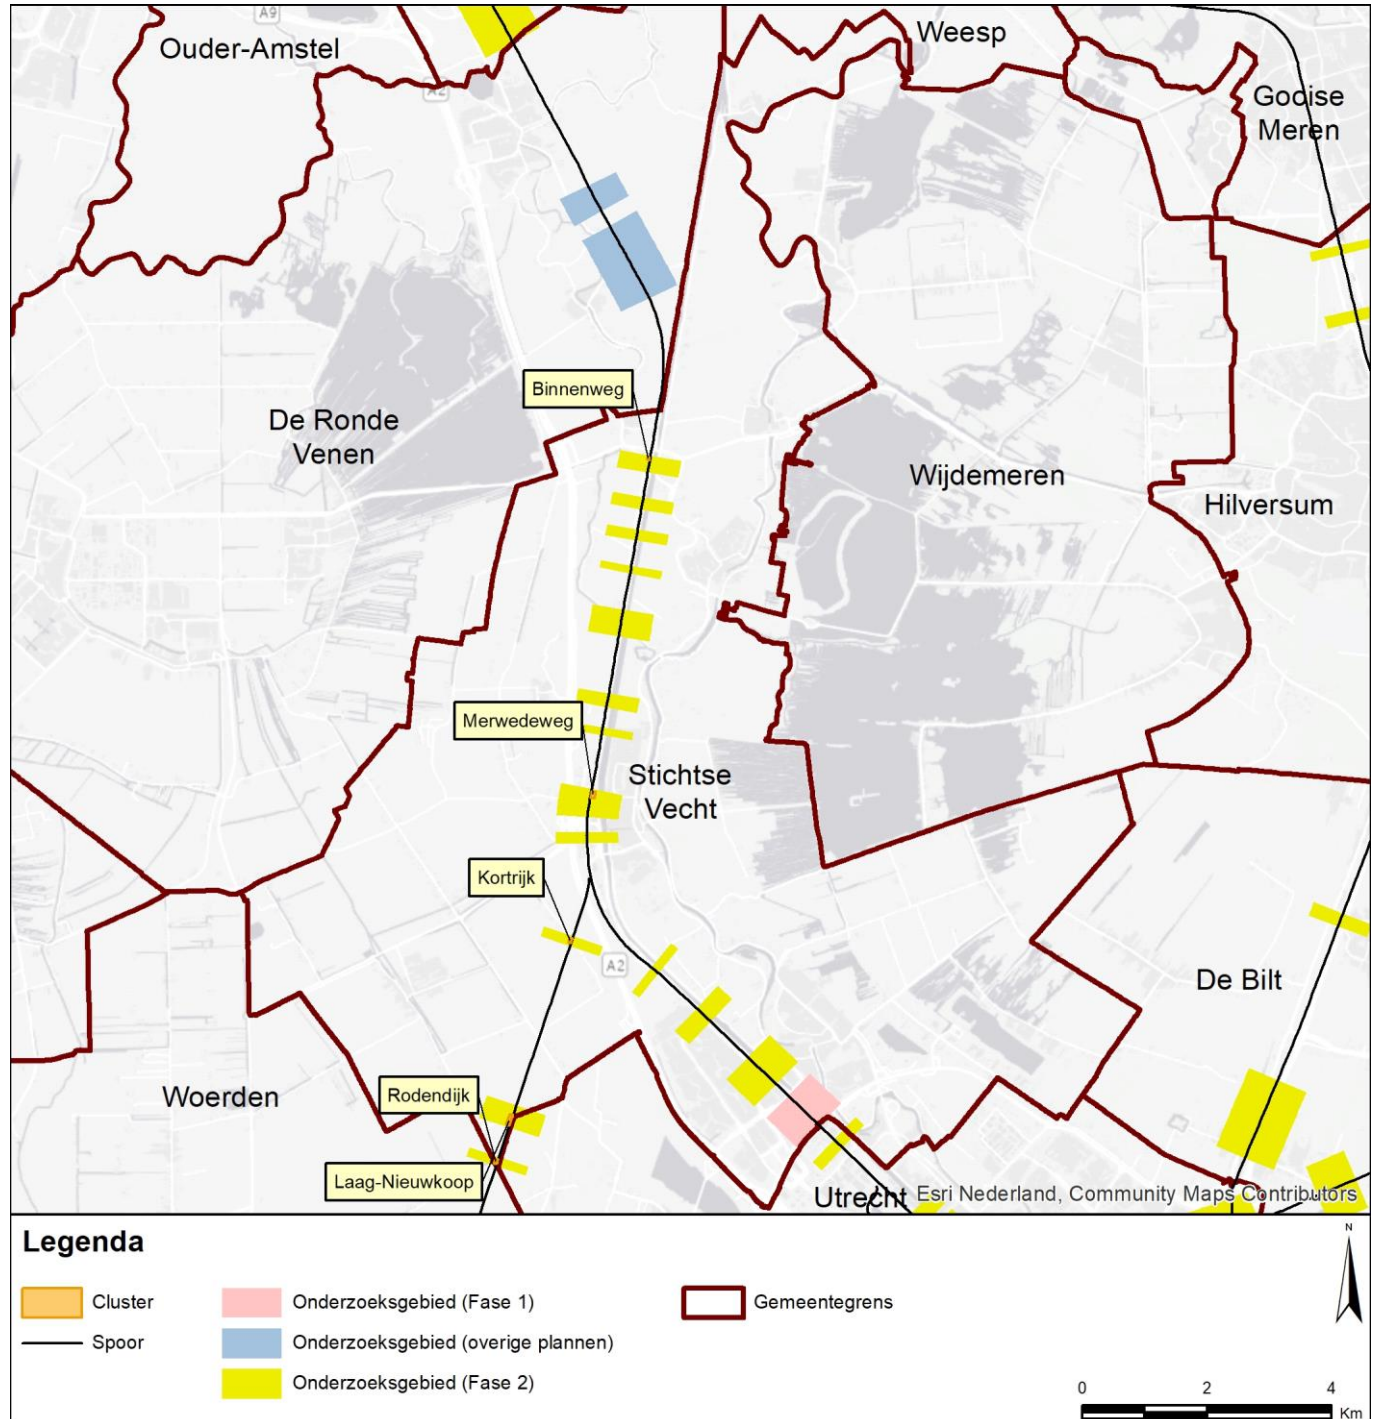 A9
Ouder-Amstel
Weesp
A2
Gooise
Meren
Binnenweg
De Ronde
Venen
Wijdemeren
Hilversum
Merwedeweg
Stichtse
Vecht
Kortrijk
A2
De Bilt
Rodendijk
Woerden
Laag-Nieuwkoop
Utrecht
Esri Nederland, Community Maps Contributors
Legenda
N
Cluster
Onderzoeksgebied (Fase 1)
Gemeentegrens
Spoor
Onderzoeksgebied (overige plannen)
Onderzoeksgebied (Fase 2)
0 2 4
Km